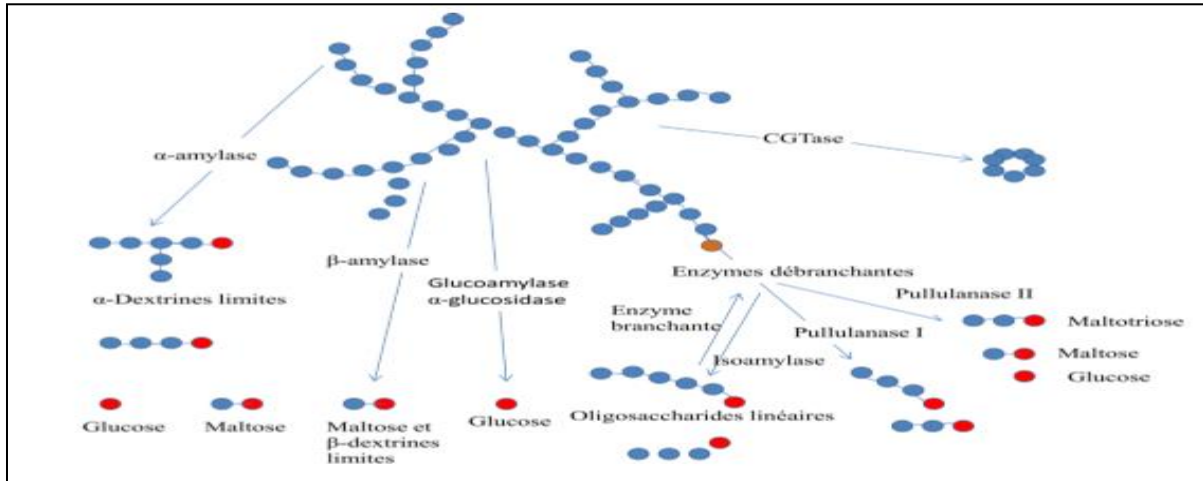 CGTase
α-amylase
β-amylase
Glucoamylase
α-glucosidase
Enzymes débranchantes
α-Dextrines limites
Pullulanase II
Enzyme
branchante
Pullulanase I
Maltotriose
Isoamylase
Maltose
Glucose
Glucose
Maltose
Maltose et
β-dextrines
limites
Glucose
Oligosaccharides linéaires